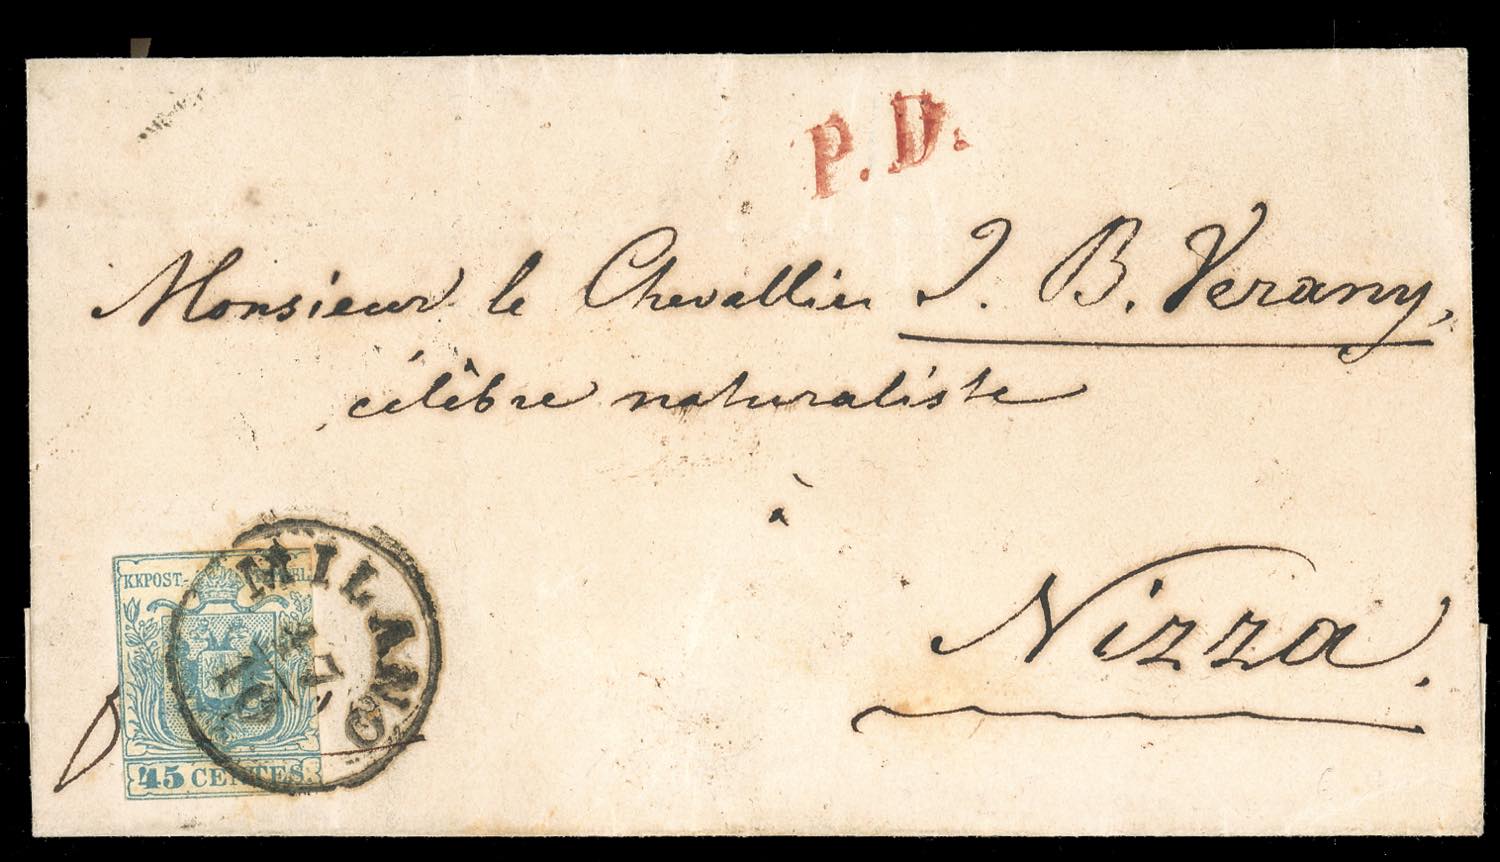 P. D.
Monsieur le Chevallier J. B. Verany,
célèbre naturaliste
à
Nizza.
KKPOST-
MILANO
45 CENTES.